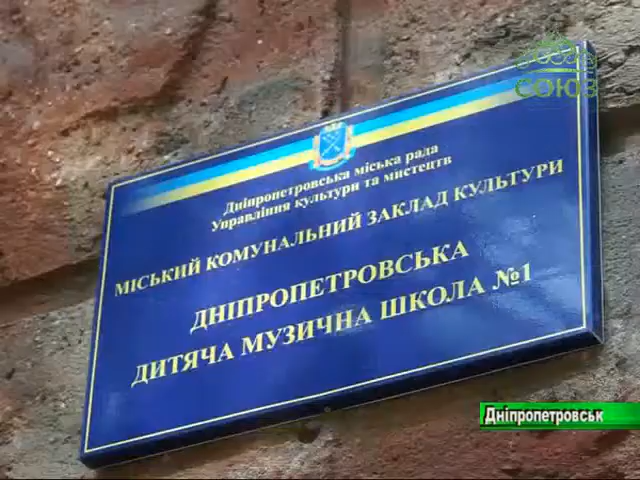 СОЮЗ
Дніпропетровська міська рада
Управління культури та мистецтв
МІСЬКИЙ КОМУНАЛЬНИЙ ЗАКЛАД КУЛЬТУРИ
ДНІПРОПЕТРОВСЬКА
ДИТЯЧА МУЗИЧНА ШКОЛА №1
Дніпропетровськ